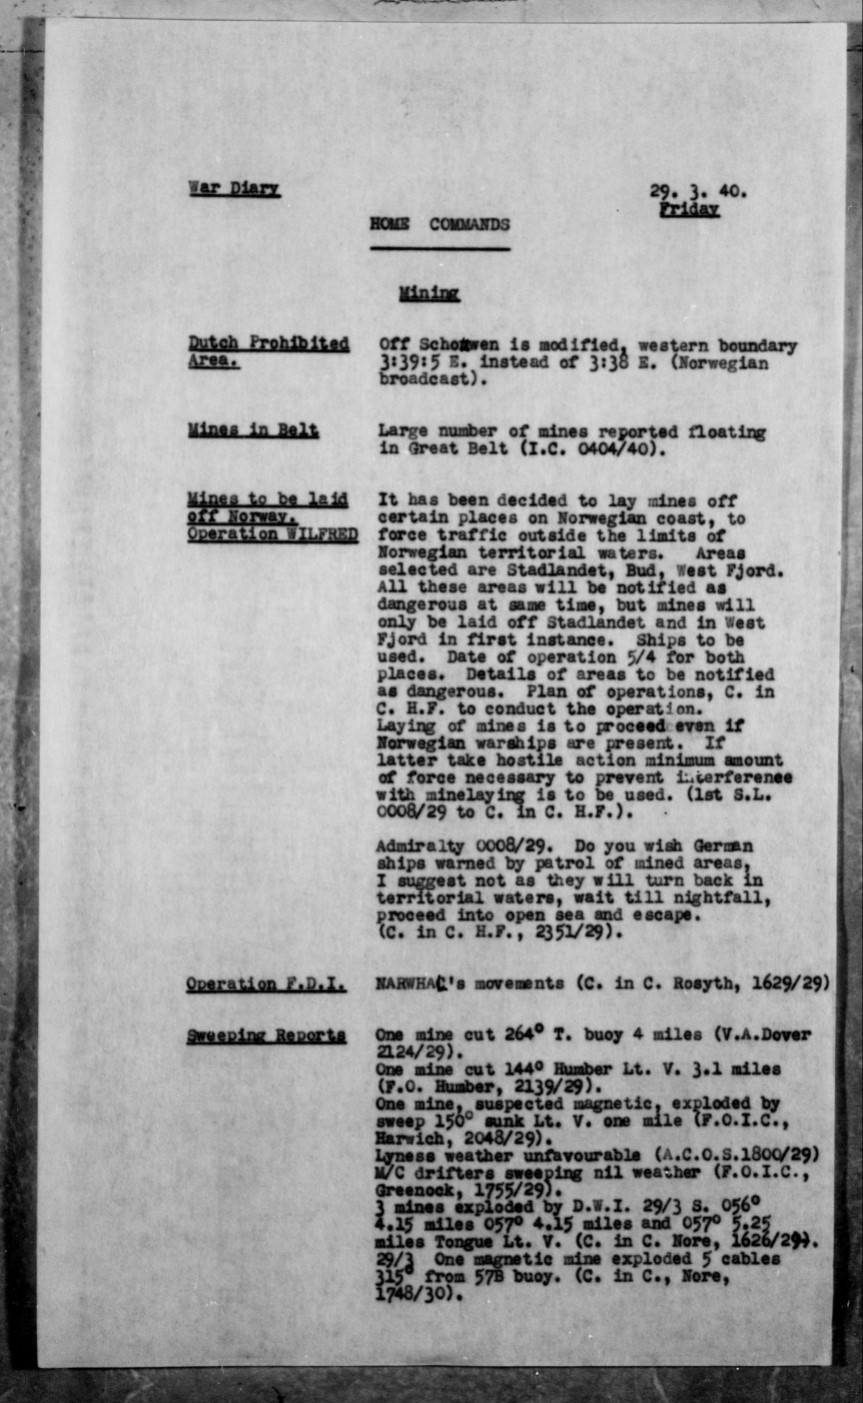 War Diary
29. 3. 40.
Friday
HOME COMMANDS
Mining
Dutch Prohibited
Area.
Off Schouwen is modified, western boundary
3:39:5 E. instead of 3:38 E. (Norwegian
broadcast).
Mines in Belt
Large number of mines reported floating
in Great Belt (I.C. 0404/40).
Mines to be laid
off Norway.
Operation WILFRED
It has been decided to lay mines off
certain places on Norwegian coast, to
force traffic outside the limits of
Norwegian territorial waters. Areas
selected are Stadlandet, Bud, West Fjord.
All these areas will be notified as
dangerous at same time, but mines will
only be laid off Stadlandet and in West
Fjord in first instance. Ships to be
used. Date of operation 5/4 for both
places. Details of areas to be notified
as dangerous. Plan of operations, C. in
C. H.F. to conduct the operation.
Laying of mines is to proceed even if
Norwegian warships are present. If
latter take hostile action minimum amount
of force necessary to prevent interference
with minelaying is to be used. (1st S.L.
0008/29 to C. in C. H.F.).
Admiralty 0008/29. Do you wish German
ships warned by patrol of mined areas,
I suggest not as they will turn back in
territorial waters, wait till nightfall,
proceed into open sea and escape.
(C. in C. H.F., 2351/29).
Operation F.D.I.
NARWHAL's movements (C. in C. Rosyth, 1629/29)
Sweeping Reports
One mine cut 264° T. buoy 4 miles (V.A.Dover
2124/29).
One mine cut 144° Humber Lt. V. 3.1 miles
(F.O. Humber, 2139/29).
One mine, suspected magnetic, exploded by
sweep 150° sunk Lt. V. one mile (F.O.I.C.,
Harwich, 2048/29).
Lyness weather unfavourable (A.C.O.S.1800/29)
M/C drifters sweeping nil weather (F.O.I.C.,
Greenock, 1755/29).
3 mines exploded by D.W.I. 29/3 S. 056°
4.15 miles 057° 4.15 miles and 057° 5.25
miles Tongue Lt. V. (C. in C. Nore, 1626/29).
29/3 One magnetic mine exploded 5 cables
315° from 57B buoy. (C. in C., Nore,
1748/30).